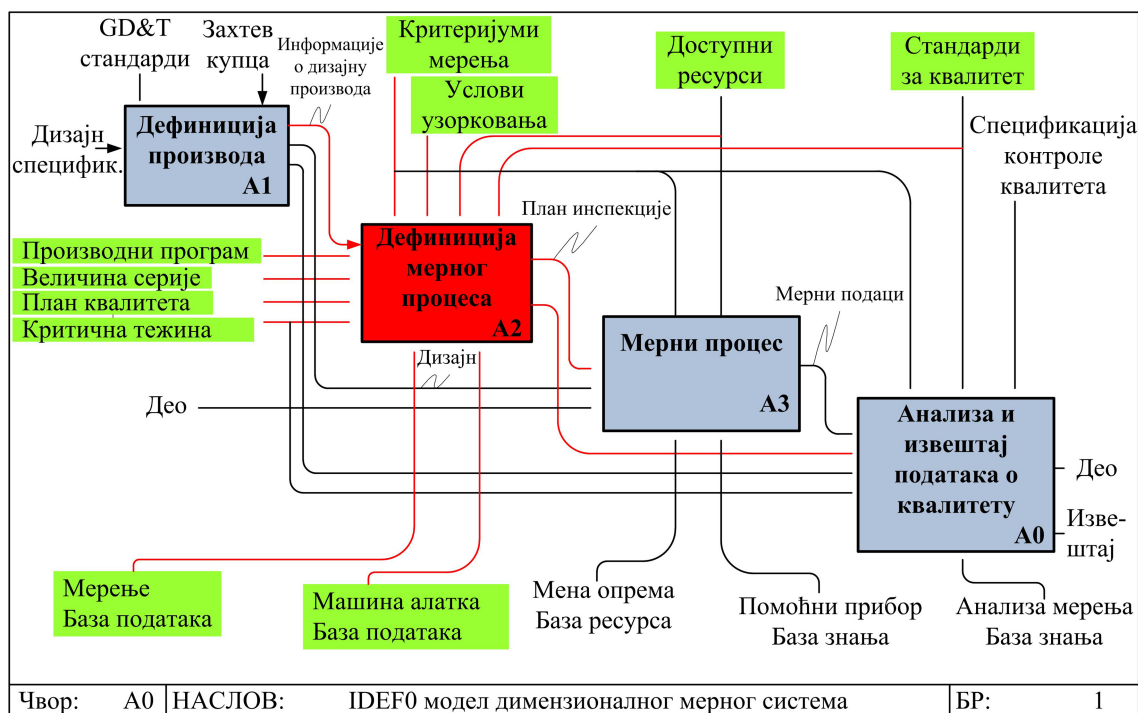 GD&T
стандарди
Захтев
купца
Информације
о дизајну
производа
Критеријуми
мерења
Услови
узорковања
Доступни
ресурси
Стандарди
за квалитет
Дизајн
специфик.
Дефиниција
производа
A1
Спецификација
контроле
квалитета
Производни програм
Величина серије
План квалитета
Критична тежина
Дефиниција
мерног
процеса
A2
План инспекције
Мерни подаци
Дизајн
Део
Мерни процес
A3
Анализа и
извештај
података о
квалитету
A0
Део
Изве-
штај
Мерење
База података
Машина алатка
База података
Мена опрема
База ресурса
Помоћни прибор
База знања
Анализа мерења
База знања
Чвор: A0 НАСЛОВ: IDEF0 модел димензионалног мерног система БР: 1